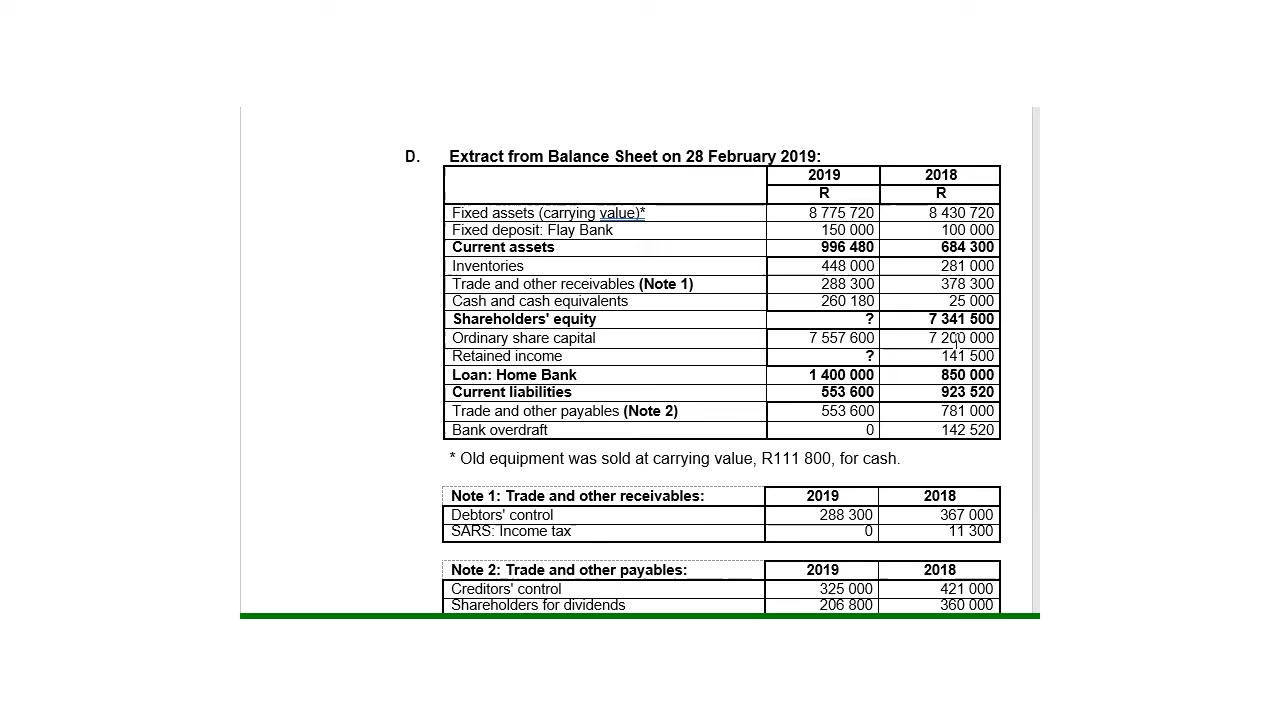 D. Extract from Balance Sheet on 28 February 2019:
2019 2018
R R
Fixed assets (carrying value)* 8 775 720 8 430 720
Fixed deposit: Flay Bank 150 000 100 000
Current assets 996 480 684 300
Inventories 448 000 281 000
Trade and other receivables (Note 1) 288 300 378 300
Cash and cash equivalents 260 180 25 000
Shareholders' equity ? 7 341 500
Ordinary share capital 7 557 600 7 200 000
Retained income ? 141 500
Loan: Home Bank 1 400 000 850 000
Current liabilities 553 600 923 520
Trade and other payables (Note 2) 553 600 781 000
Bank overdraft 0 142 520
* Old equipment was sold at carrying value, R111 800, for cash.
Note 1: Trade and other receivables: 2019 2018
Debtors' control 288 300 367 000
SARS: Income tax 0 11 300
Note 2: Trade and other payables: 2019 2018
Creditors' control 325 000 421 000
Shareholders for dividends 206 800 360 000